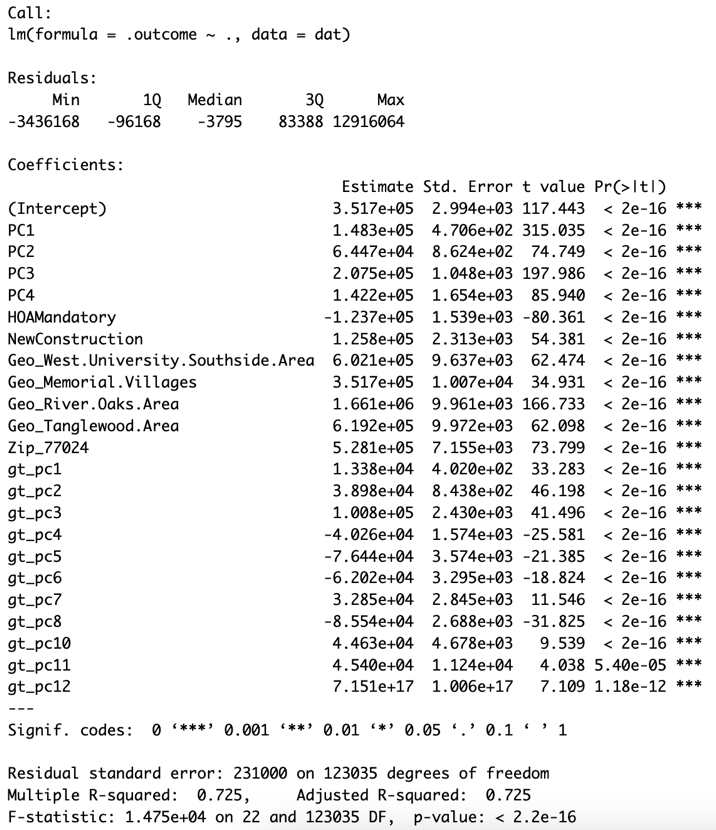 Call:
lm(formula = .outcome ~ ., data = dat)
Residuals:
Min 1Q Median 3Q Max
-3436168 -96168 -3795 83388 12916064
Coefficients:
Estimate Std. Error t value Pr(>|t|)
(Intercept) 3.517e+05 2.994e+03 117.443 < 2e-16 ***
PC1 1.483e+05 4.706e+02 315.035 < 2e-16 ***
PC2 6.447e+04 8.624e+02 74.749 < 2e-16 ***
PC3 2.075e+05 1.048e+03 197.986 < 2e-16 ***
PC4 1.422e+05 1.654e+03 85.940 < 2e-16 ***
HOAMandatory -1.237e+05 1.539e+03 -80.361 < 2e-16 ***
NewConstruction 1.258e+05 2.313e+03 54.381 < 2e-16 ***
Geo_West.University.Southside.Area 6.021e+05 9.637e+03 62.474 < 2e-16 ***
Geo_Memorial.Villages 3.517e+05 1.007e+04 34.931 < 2e-16 ***
Geo_River.Oaks.Area 1.661e+06 9.961e+03 166.733 < 2e-16 ***
Geo_Tanglewood.Area 6.192e+05 9.972e+03 62.098 < 2e-16 ***
Zip_77024 5.281e+05 7.155e+03 73.799 < 2e-16 ***
gt_pc1 1.338e+04 4.020e+02 33.283 < 2e-16 ***
gt_pc2 3.898e+04 8.438e+02 46.198 < 2e-16 ***
gt_pc3 1.008e+05 2.430e+03 41.496 < 2e-16 ***
gt_pc4 -4.026e+04 1.574e+03 -25.581 < 2e-16 ***
gt_pc5 -7.644e+04 3.574e+03 -21.385 < 2e-16 ***
gt_pc6 -6.202e+04 3.295e+03 -18.824 < 2e-16 ***
gt_pc7 3.285e+04 2.845e+03 11.546 < 2e-16 ***
gt_pc8 -8.554e+04 2.688e+03 -31.825 < 2e-16 ***
gt_pc10 4.463e+04 4.678e+03 9.539 < 2e-16 ***
gt_pc11 4.540e+04 1.124e+04 4.038 5.40e-05 ***
gt_pc12 7.151e+17 1.006e+17 7.109 1.18e-12 ***
---
Signif. codes: 0 ‘***’ 0.001 ‘**’ 0.01 ‘*’ 0.05 ‘.’ 0.1 ‘ ’ 1
Residual standard error: 231000 on 123035 degrees of freedom
Multiple R-squared: 0.725, Adjusted R-squared: 0.725
F-statistic: 1.475e+04 on 22 and 123035 DF, p-value: < 2.2e-16